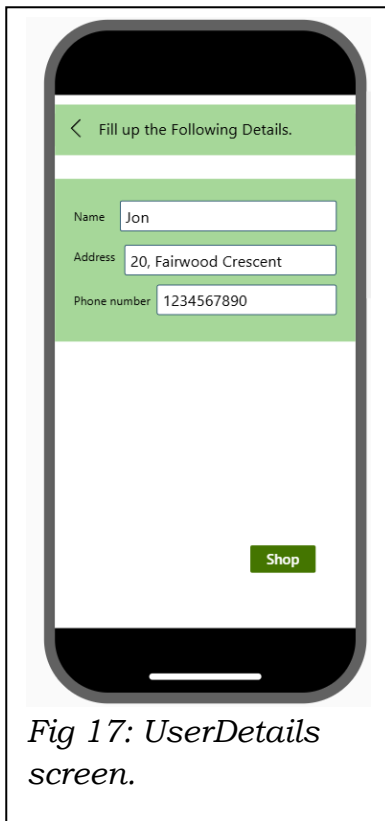 Fill up the Following Details.
Name Jon
Address 20, Fairwood Crescent
Phone number 1234567890
Shop
Fig 17: UserDetails
screen.